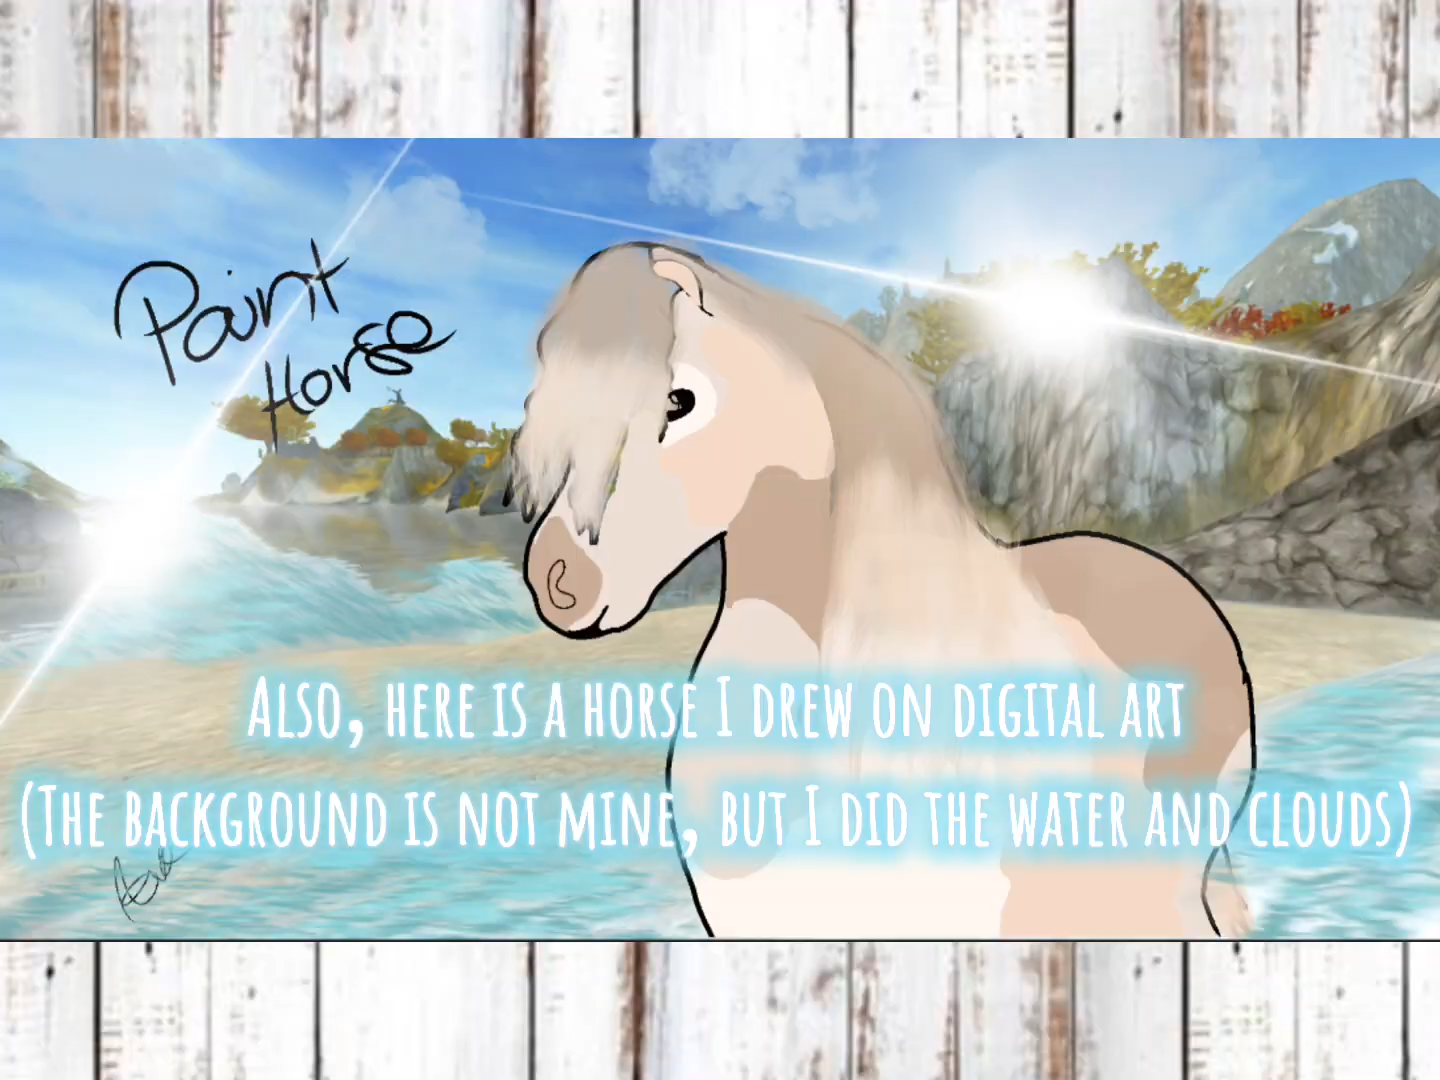 Paint
Horse
Also, here is a horse I drew on digital art
(The background is not mine, but I did the water and clouds)